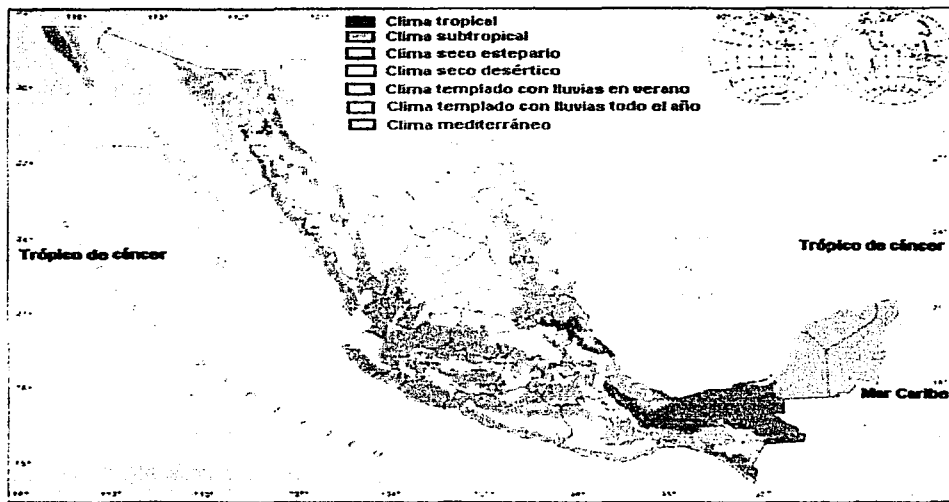 Clima tropical
Clima subtropical
Clima seco estepario
Clima seco desértico
Clima templado con lluvias en verano
Clima templado con lluvias todo el año
Clima mediterráneo
Trópico de cáncer
Trópico de cáncer
Mar Caribe